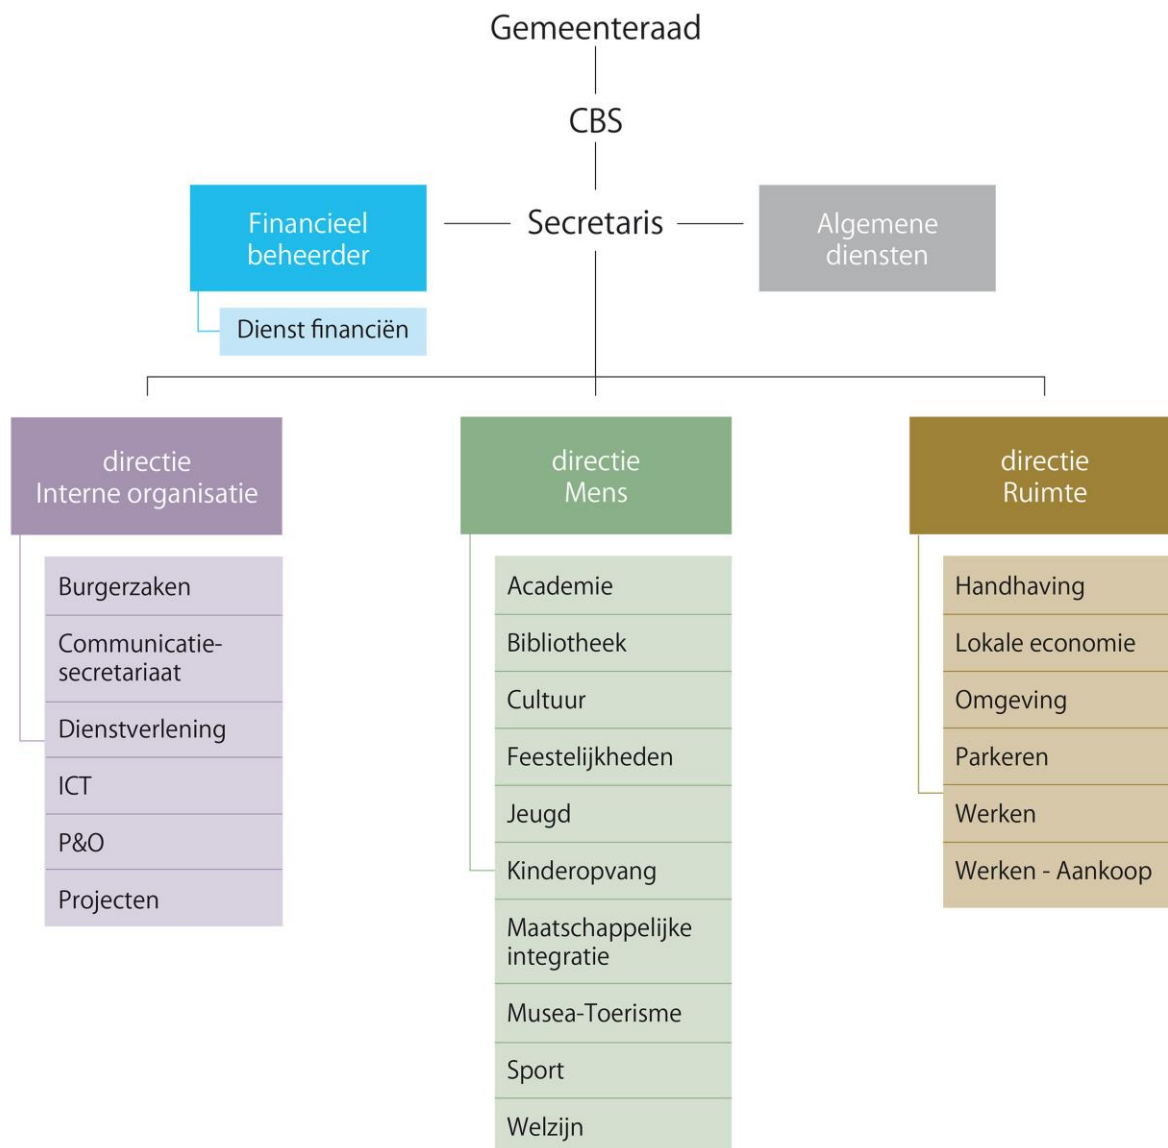 Gemeenteraad
CBS
Financieel
beheerder
Secretaris
Algemene
diensten
Dienst financiën
directie
Interne organisatie
Burgerzaken
Communicatie-
secretariaat
Dienstverlening
ICT
P&O
Projecten
directie
Mens
Academie
Bibliotheek
Cultuur
Feestelijkheden
Jeugd
Kinderopvang
Maatschappelijke
integratie
Musea-Toerisme
Sport
Welzijn
directie
Ruimte
Handhaving
Lokale economie
Omgeving
Parkeren
Werken
Werken - Aankoop